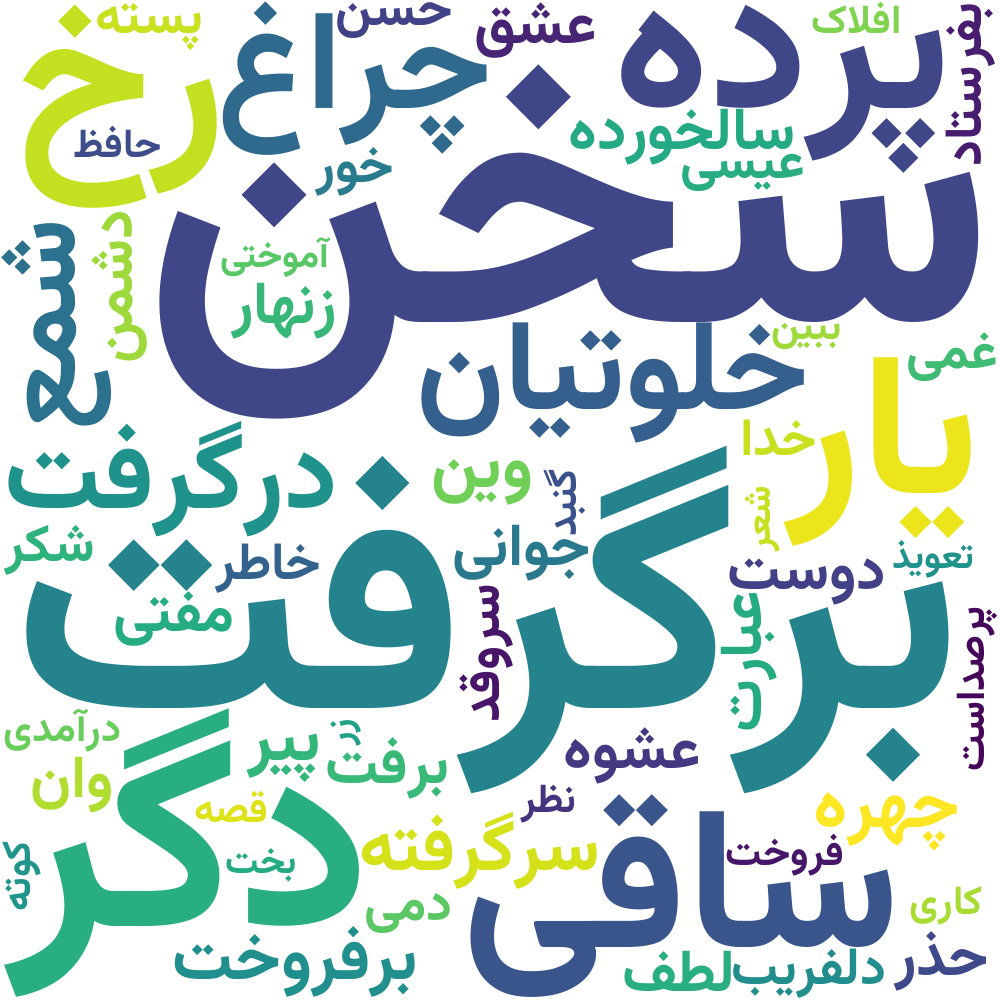 پسته
حسن
عشق
پرده
افلاک
بفرستاد
رخ
چراغ
حافظ
خور
سالخورده
عیسی
سخن
شمع
دشمن
آموختی
زنهار
خلوتیان
ببین
غمی
یار
خدا
درگرفت
وین
گنبد
شعر
شکر
خاطر
جوانی
دوست
تعویذ
برگرفت
مفتی
سروقد
عبارت
پرصداست
درآمدی
وان
پیر
زر
برفت
عشوه
دگر
قصه
نظر
چهره
کوته
بخت
سرگرفته
ساقی
فروخت
دمی
کاری
برفروخت
لطف
دلفریب
حذر